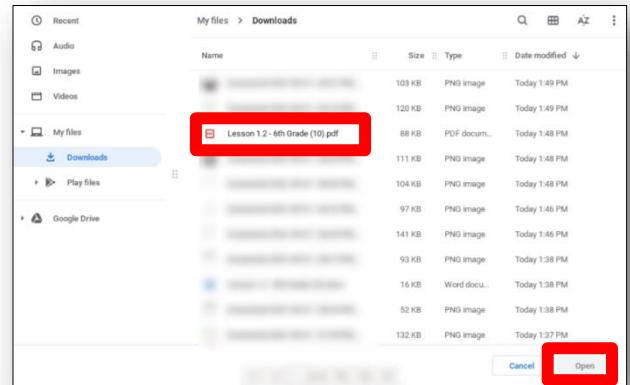 Recent
Audio
Images
Videos
My files
Downloads
Play files
Google Drive
My files > Downloads
AZ
Name Size Type Date modified
103 KB PNG image Today 1:49 PM
120 KB PNG image Today 1:49 PM
Lesson 1.2 - 6th Grade (10).pdf 88 KB PDF docum... Today 1:48 PM
111 KB PNG image Today 1:48 PM
104 KB PNG image Today 1:48 PM
97 KB PNG image Today 1:46 PM
141 KB PNG image Today 1:46 PM
93 KB PNG image Today 1:38 PM
16 KB Word docu... Today 1:38 PM
52 KB PNG image Today 1:38 PM
132 KB PNG image Today 1:37 PM
Cancel Open